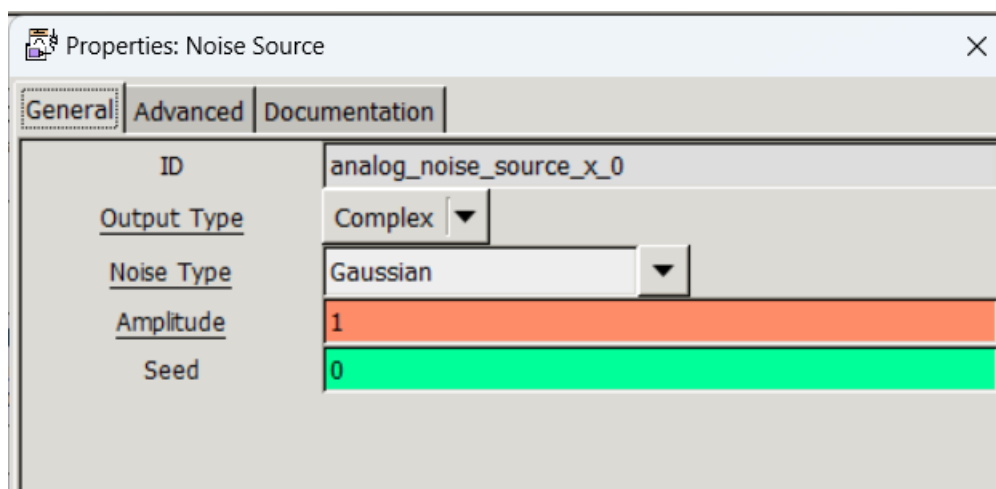 Properties: Noise Source
General Advanced Documentation
ID analog_noise_source_x_0
Output Type Complex
Noise Type Gaussian
Amplitude 1
Seed 0